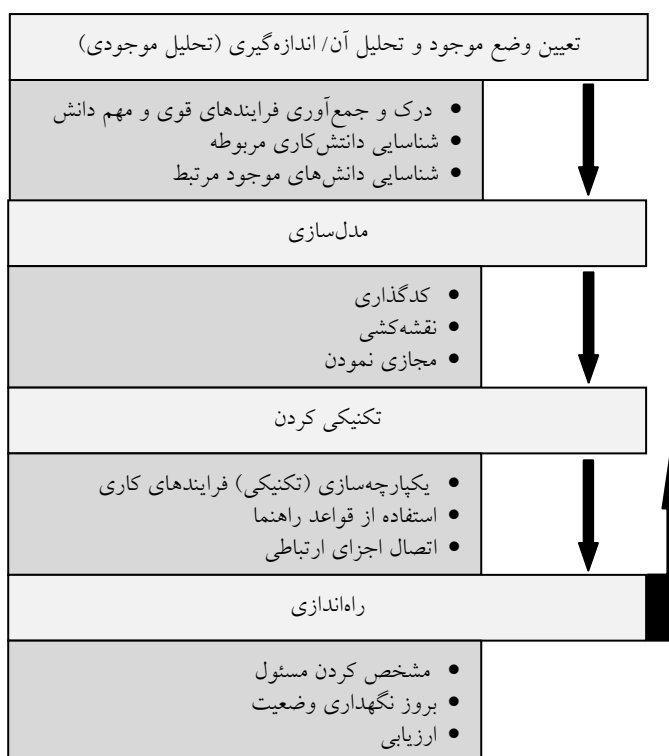 تعیین وضع موجود و تحلیل آن/ اندازه‌گیری (تحلیل موجودی)
• درک و جمع‌آوری فرایندهای قوی و مهم دانش
• شناسایی دانتش‌کاری مربوطه
• شناسایی دانش‌های موجود مرتبط
مدل‌سازی
• کدگذاری
• نقشه‌کشی
• مجازی نمودن
تکنیکی کردن
• یکپارچه‌سازی (تکنیکی) فرایندهای کاری
• استفاده از قواعد راهنما
• اتصال اجزای ارتباطی
راه‌اندازی
• مشخص کردن مسئول
• بروز نگهداری وضعیت
• ارزیابی